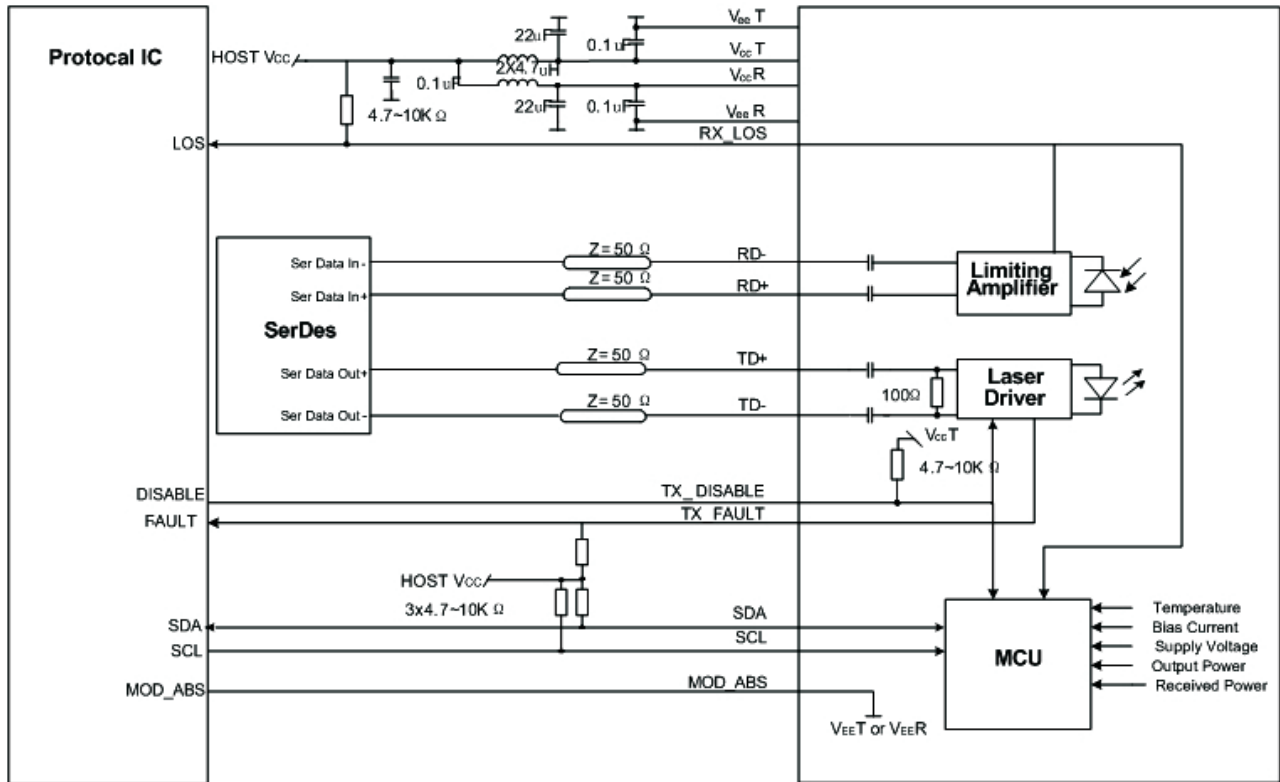 Protocal IC
HOST Vcc
22uF
0.1uF
VeeT
VccT
2X4.7uH
VccR
0.1uF
4.7~10K Ω
22uF
0.1uF
VeeR
LOS
RX_LOS
Ser Data In-
Z=50 Ω
RD-
Limiting
Amplifier
Ser Data In+
Z=50 Ω
RD+
SerDes
Ser Data Out+
Z=50 Ω
TD+
100Ω
Laser
Driver
Ser Data Out-
Z=50 Ω
TD-
VccT
4.7~10K Ω
DISABLE
TX_DISABLE
FAULT
TX_FAULT
HOST Vcc
3x4.7~10K Ω
SDA
SDA
SCL
SCL
MOD_ABS
MOD_ABS
VEET or VEER
MCU
Temperature
Bias Current
Supply Voltage
Output Power
Received Power